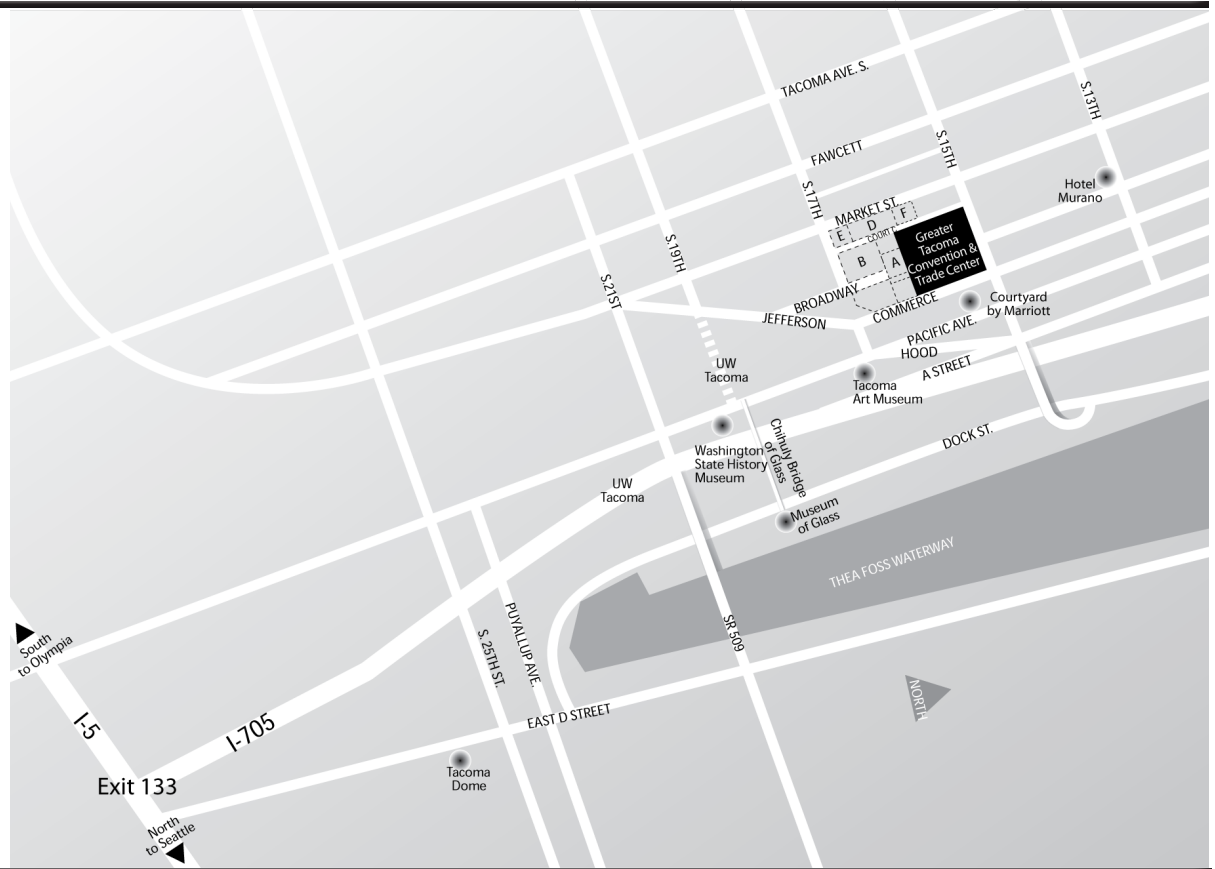 TACOMA AVE. S.
S.13TH
FAWCETT
S.15TH
S.17TH
Hotel
Murano
MARKET ST.
F
D
E
COURT C
Greater
Tacoma
Convention &
Trade Center
B
A
S.19TH
S.21ST
BROADWAY
COMMERCE
Courtyard
by Marriott
JEFFERSON
PACIFIC AVE.
HOOD
A STREET
UW
Tacoma
Tacoma
Art Museum
DOCK ST.
Chihuly Bridge
of Glass
Washington
State History
Museum
UW
Tacoma
Museum
of Glass
THEA FOSS WATERWAY
PUYALLUP AVE.
S. 25TH ST.
SR 509
South
to Olympia
NORTH
EAST D STREET
I-5
I-705
Exit 133
Tacoma
Dome
North
to Seattle